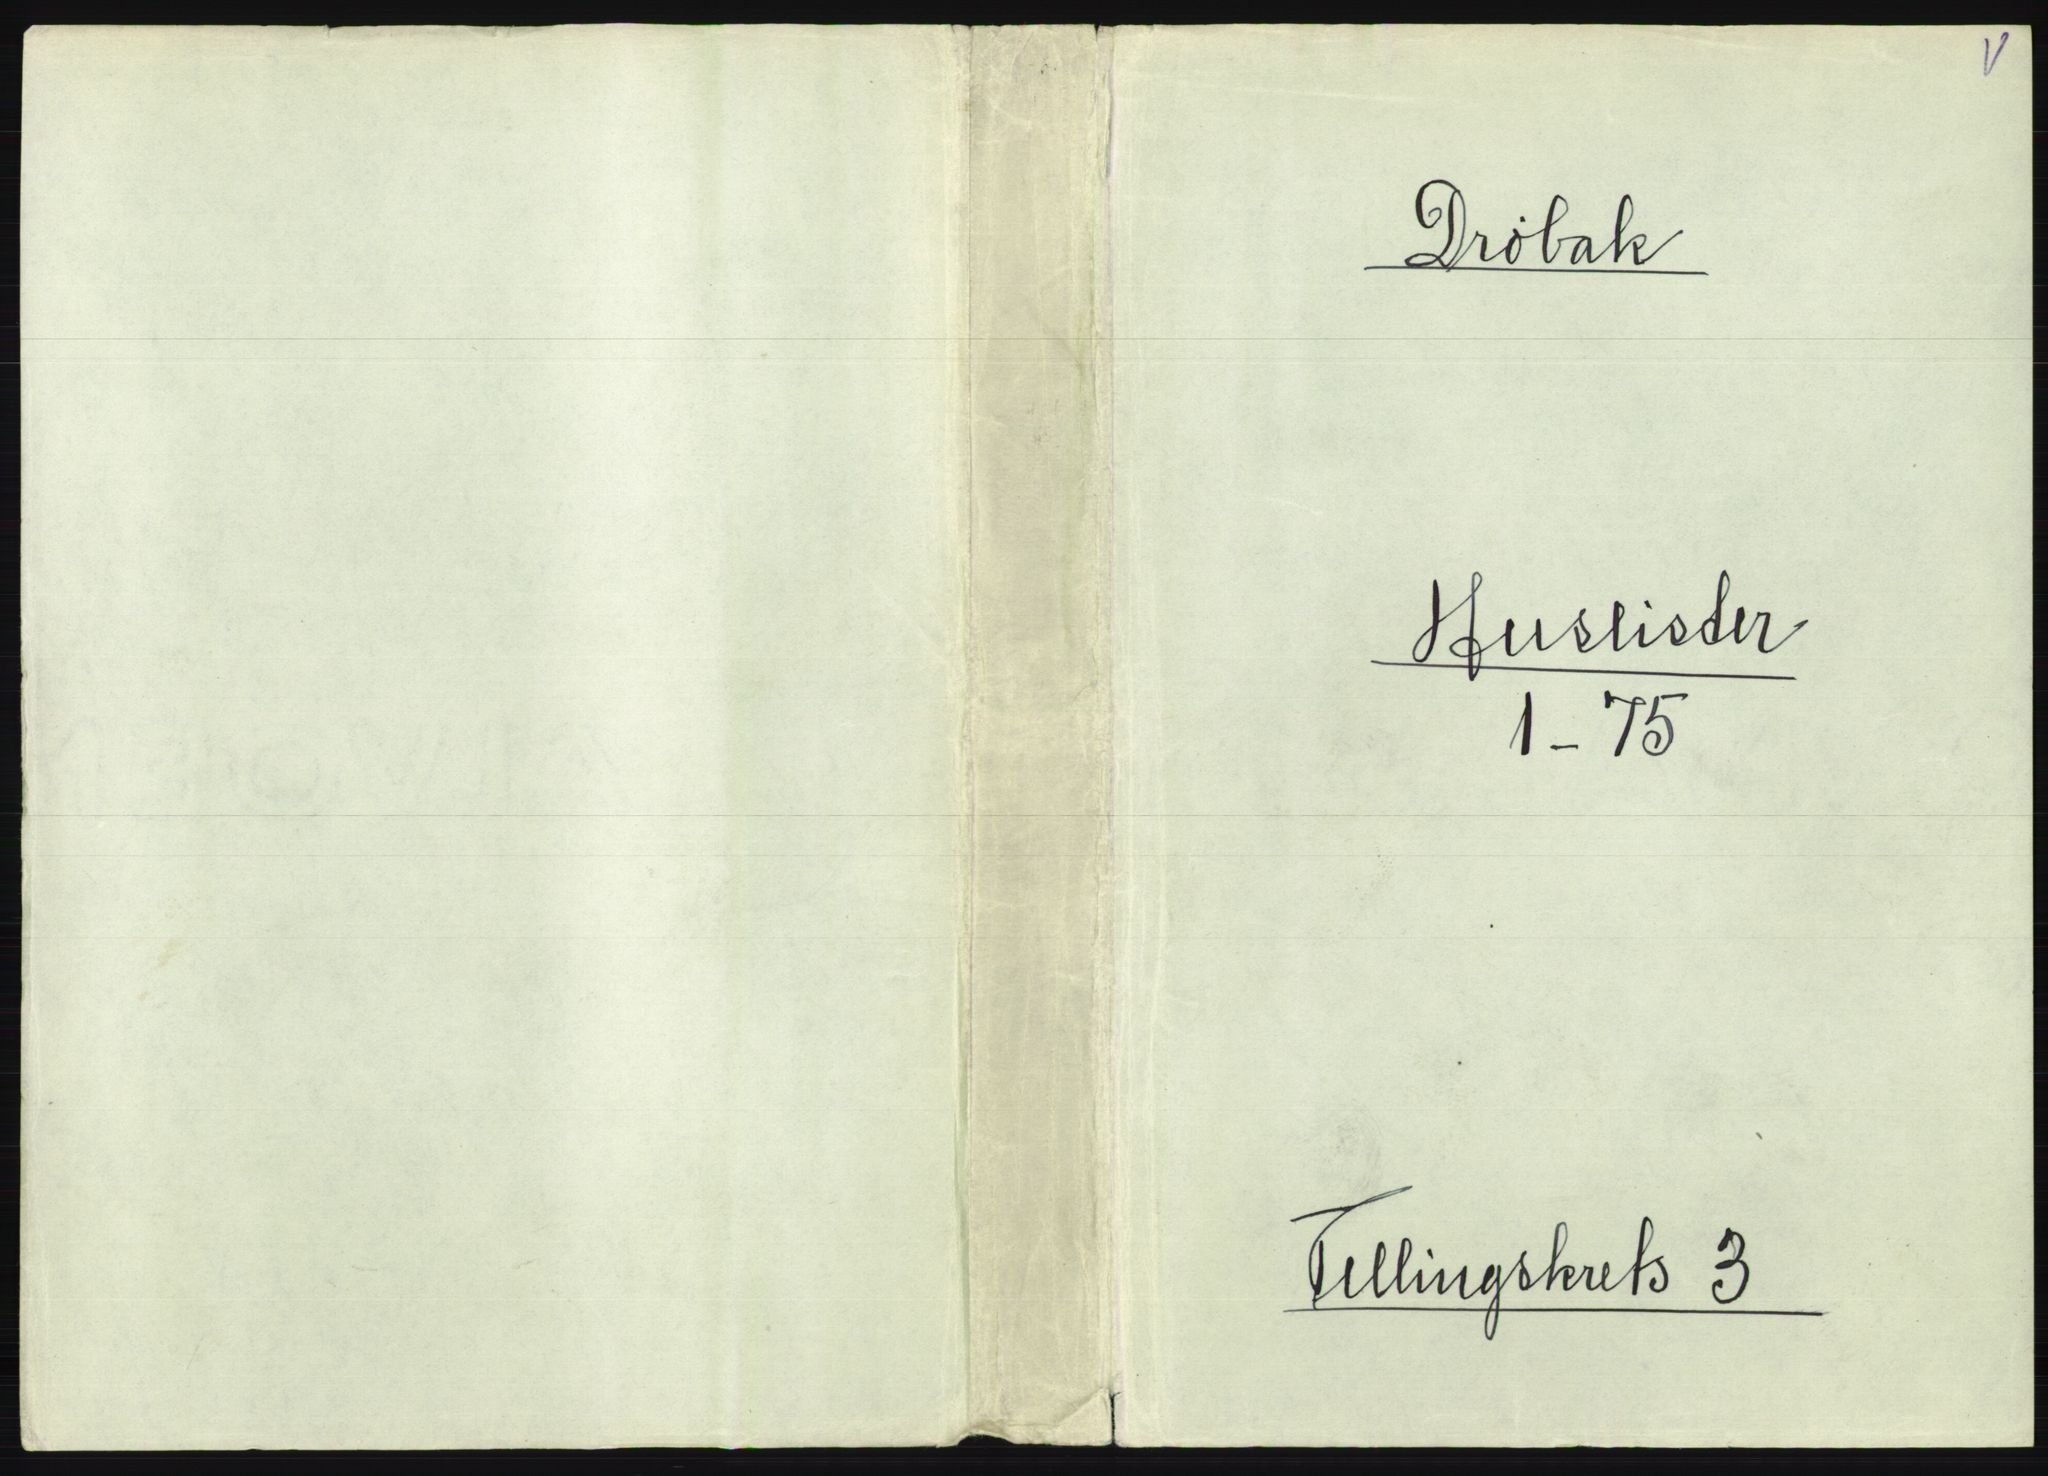 V
Drøbak
Huslister
1 - 75
Tellingskrets 3